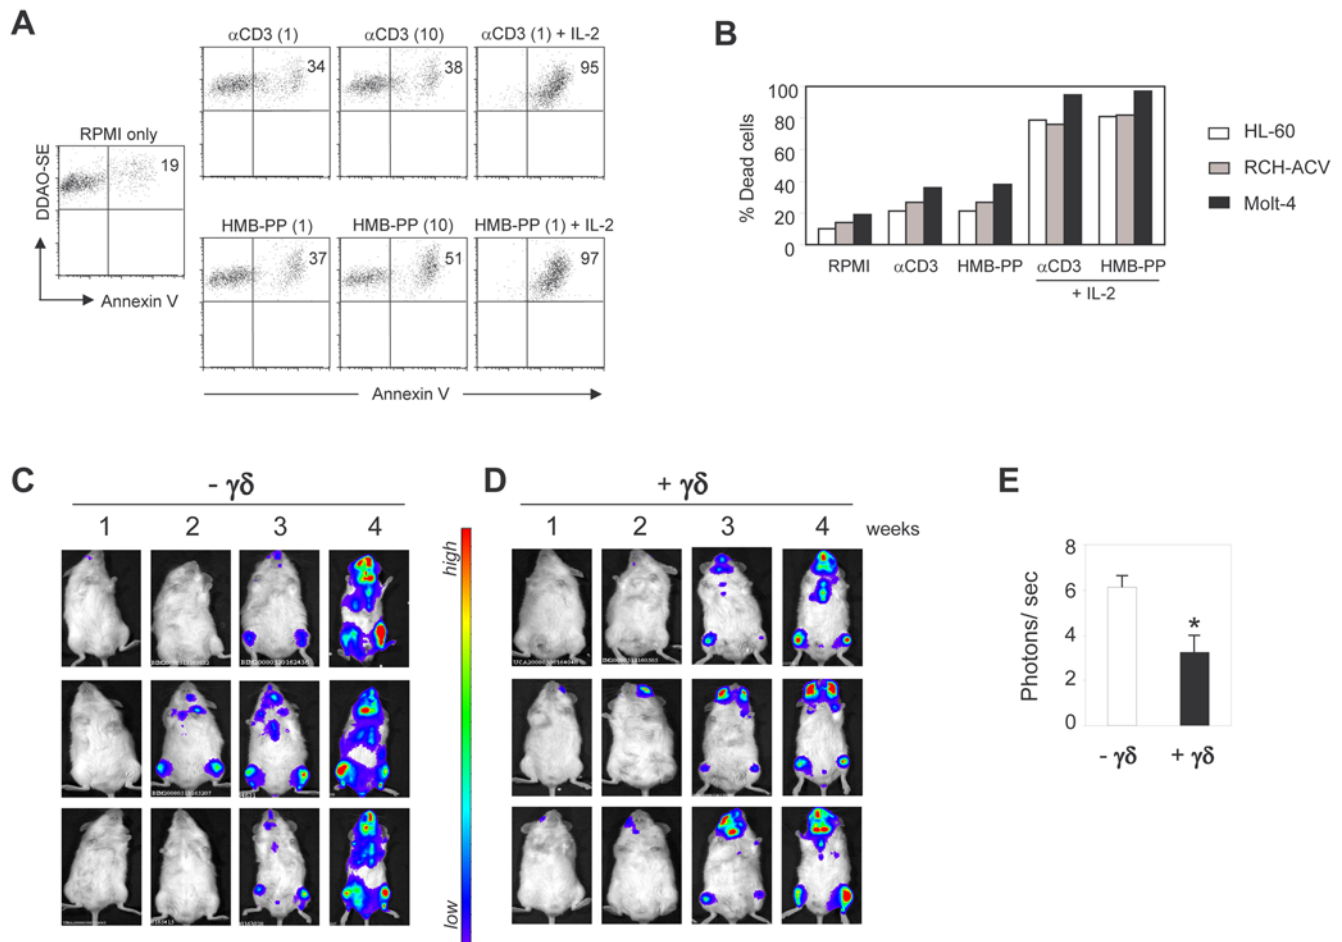 A
αCD3 (1)
αCD3 (10)
αCD3 (1) + IL-2
34
38
95
RPMI only
19
DDAO-SE
Annexin V
HMB-PP (1)
HMB-PP (10)
HMB-PP (1) + IL-2
37
51
97
Annexin V
B
% Dead cells
100
80
60
40
20
0
RPMI
αCD3
HMB-PP
αCD3
HMB-PP
+ IL-2
HL-60
RCH-ACV
Molt-4
C
- γδ
1 2 3 4
high
low
D
+ γδ
1 2 3 4 weeks
E
Photons/ sec
8
6
4
2
0
*
- γδ
+ γδ